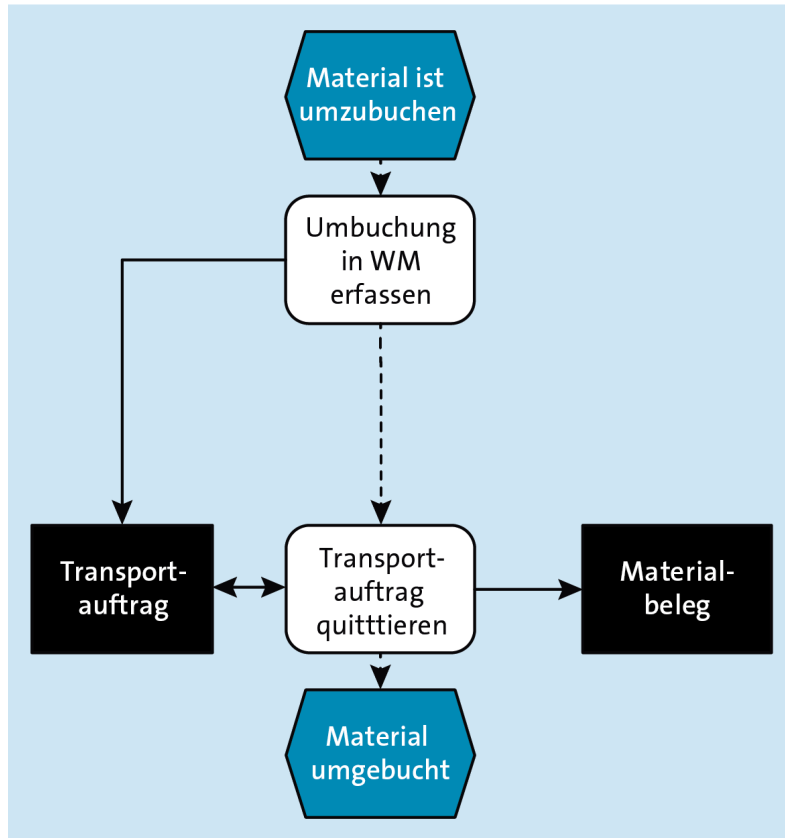 Material ist
umzubuchen
Umbuchung
in WM
erfassen
Transport-
auftrag
Transport-
auftrag
quitttieren
Material-
beleg
Material
umgebucht